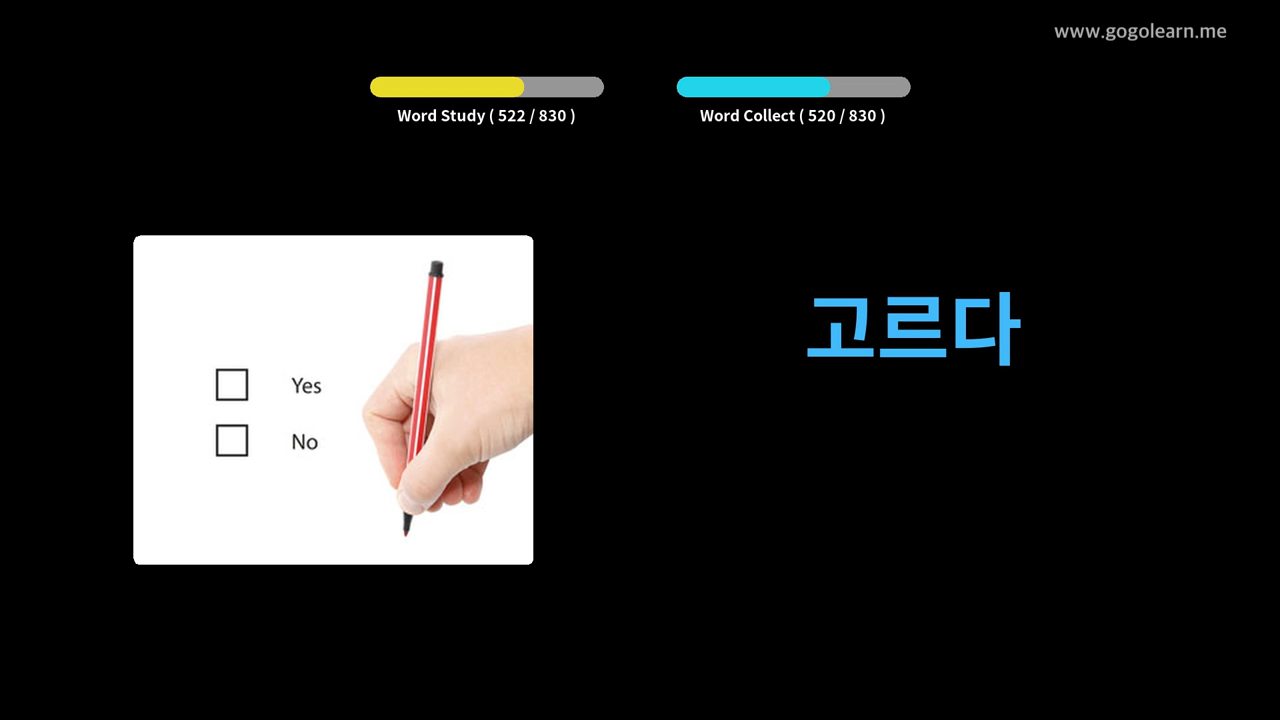 www.gogolearn.me
Word Study ( 522 / 830 )
Word Collect ( 520 / 830 )
Yes
No
고르다